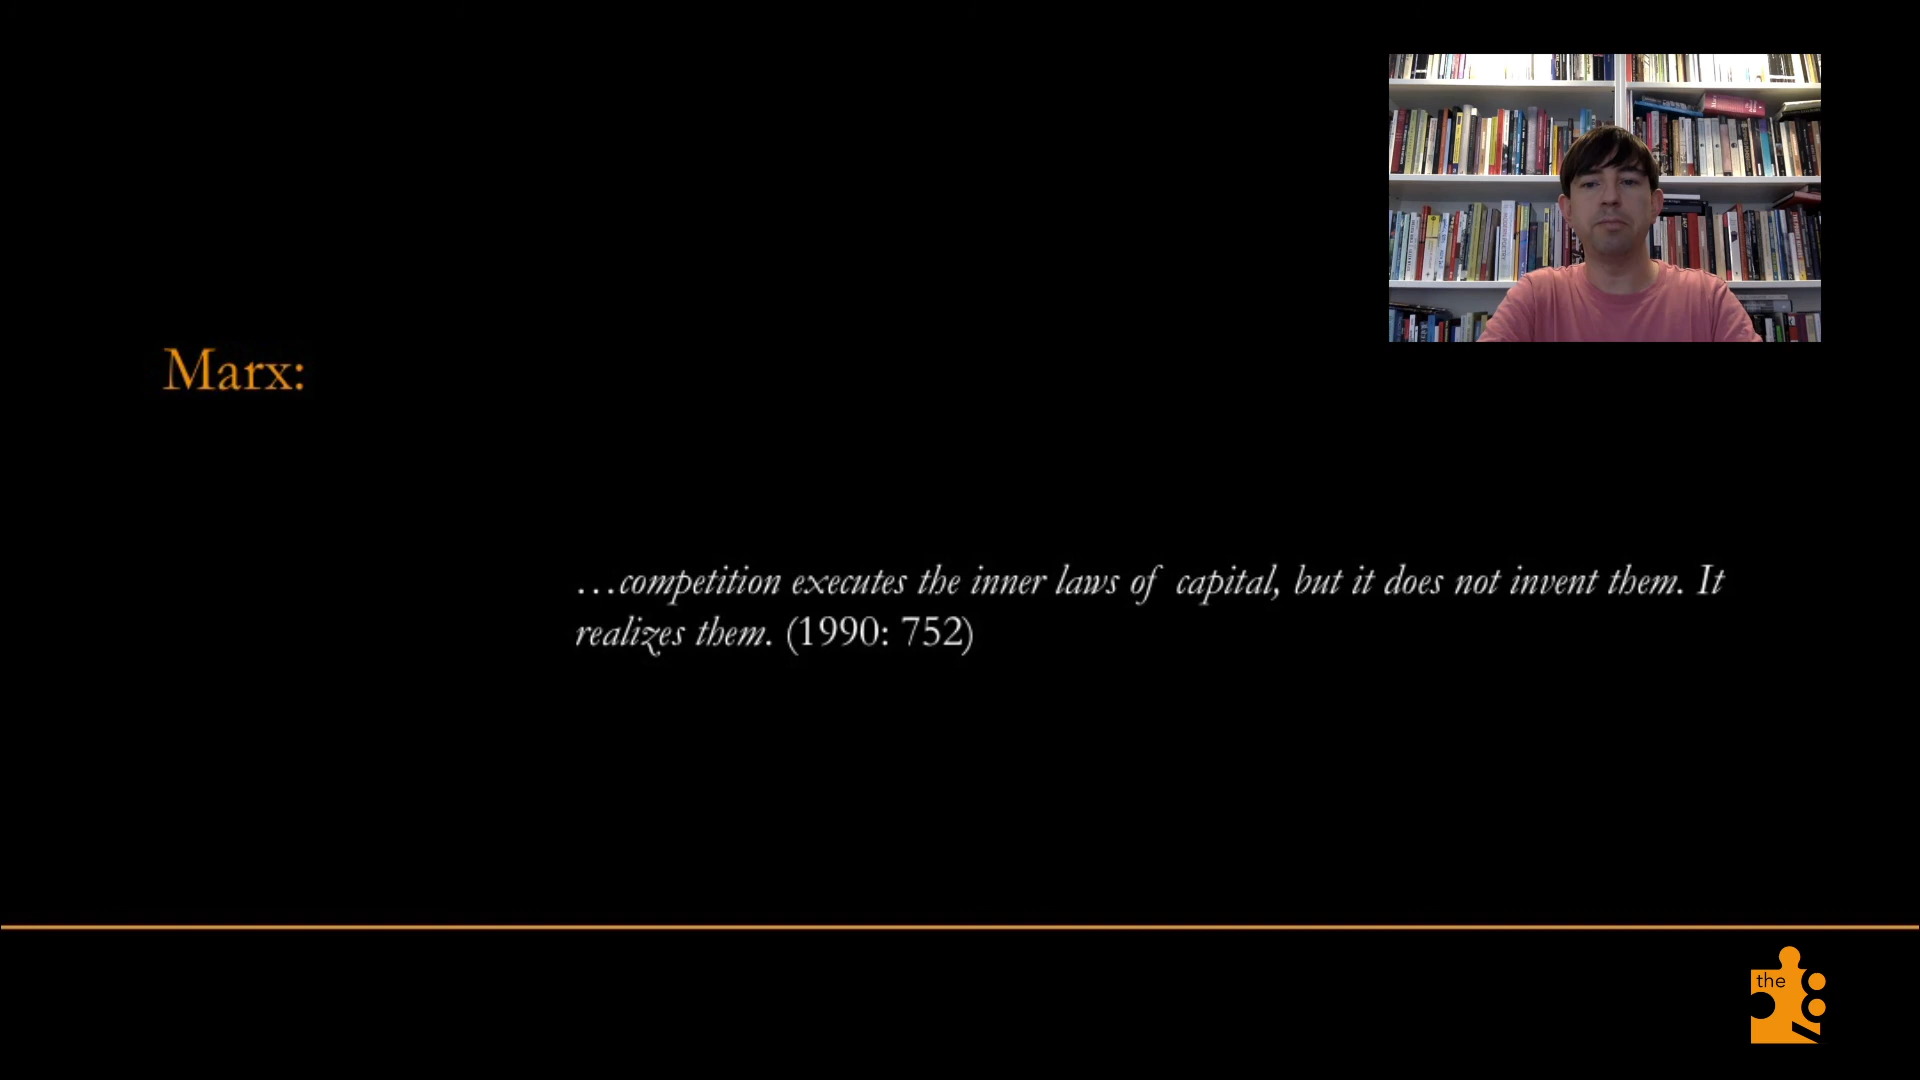 Marx:
…competition executes the inner laws of capital, but it does not invent them. It
realizes them. (1990: 752)
the